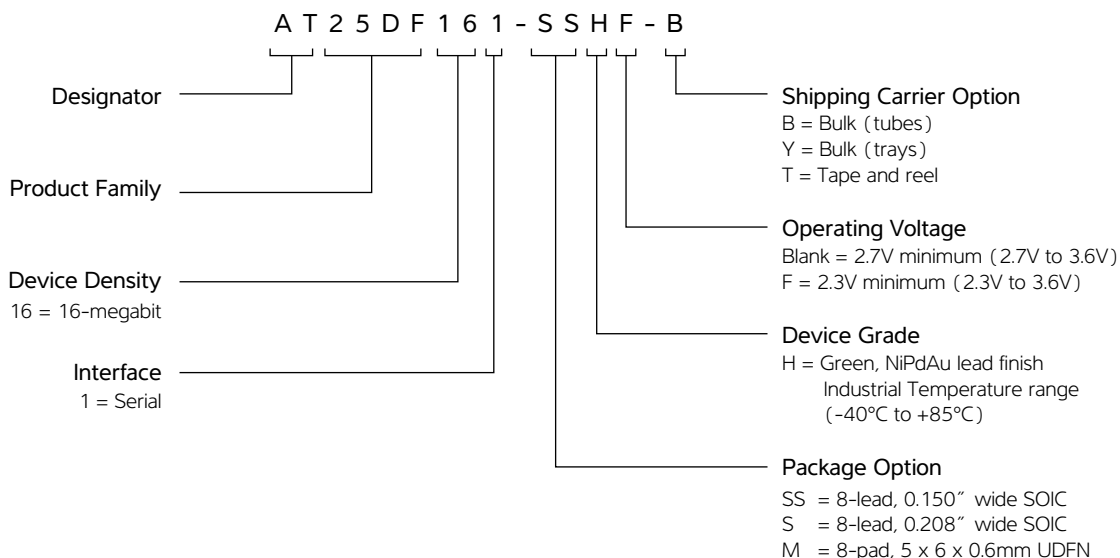 A T 2 5 D F 1 6 1 - S S H F - B
Designator
Product Family
Device Density
16 = 16-megabit
Interface
1 = Serial
Shipping Carrier Option
B = Bulk (tubes)
Y = Bulk (trays)
T = Tape and reel
Operating Voltage
Blank = 2.7V minimum (2.7V to 3.6V)
F = 2.3V minimum (2.3V to 3.6V)
Device Grade
H = Green, NiPdAu lead finish
Industrial Temperature range
(-40°C to +85°C)
Package Option
SS = 8-lead, 0.150″ wide SOIC
S = 8-lead, 0.208″ wide SOIC
M = 8-pad, 5 x 6 x 0.6mm UDFN